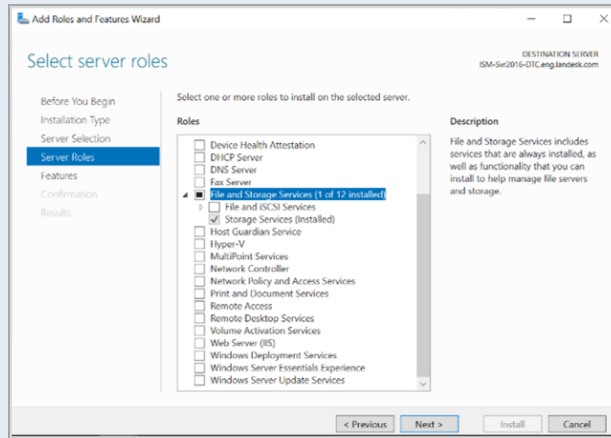 Add Roles and Features Wizard
Select server roles
DESTINATION SERVER
ISM-Svr2016-DTC.eng.landesk.com
Before You Begin
Installation Type
Server Selection
Server Roles
Features
Confirmation
Results
Select one or more roles to install on the selected server.
Roles
Device Health Attestation
DHCP Server
DNS Server
Fax Server
File and Storage Services (1 of 12 installed)
File and iSCSI Services
Storage Services (Installed)
Host Guardian Service
Hyper-V
MultiPoint Services
Network Controller
Network Policy and Access Services
Print and Document Services
Remote Access
Remote Desktop Services
Volume Activation Services
Web Server (IIS)
Windows Deployment Services
Windows Server Essentials Experience
Windows Server Update Services
Description
File and Storage Services includes
services that are always installed, as
well as functionality that you can
install to help manage file servers
and storage.
< Previous
Next >
Install
Cancel